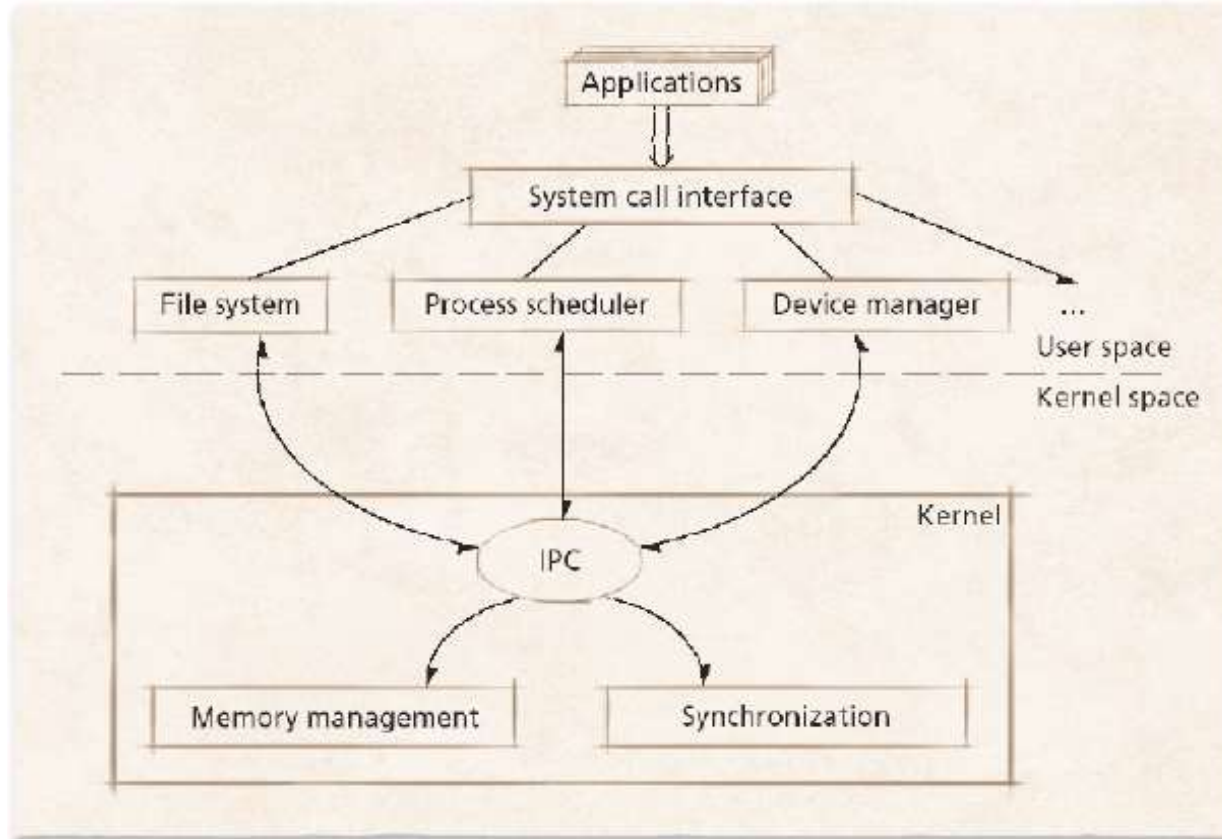 Applications
System call interface
File system
Process scheduler
Device manager
...
User space
Kernel space
Kernel
IPC
Memory management
Synchronization